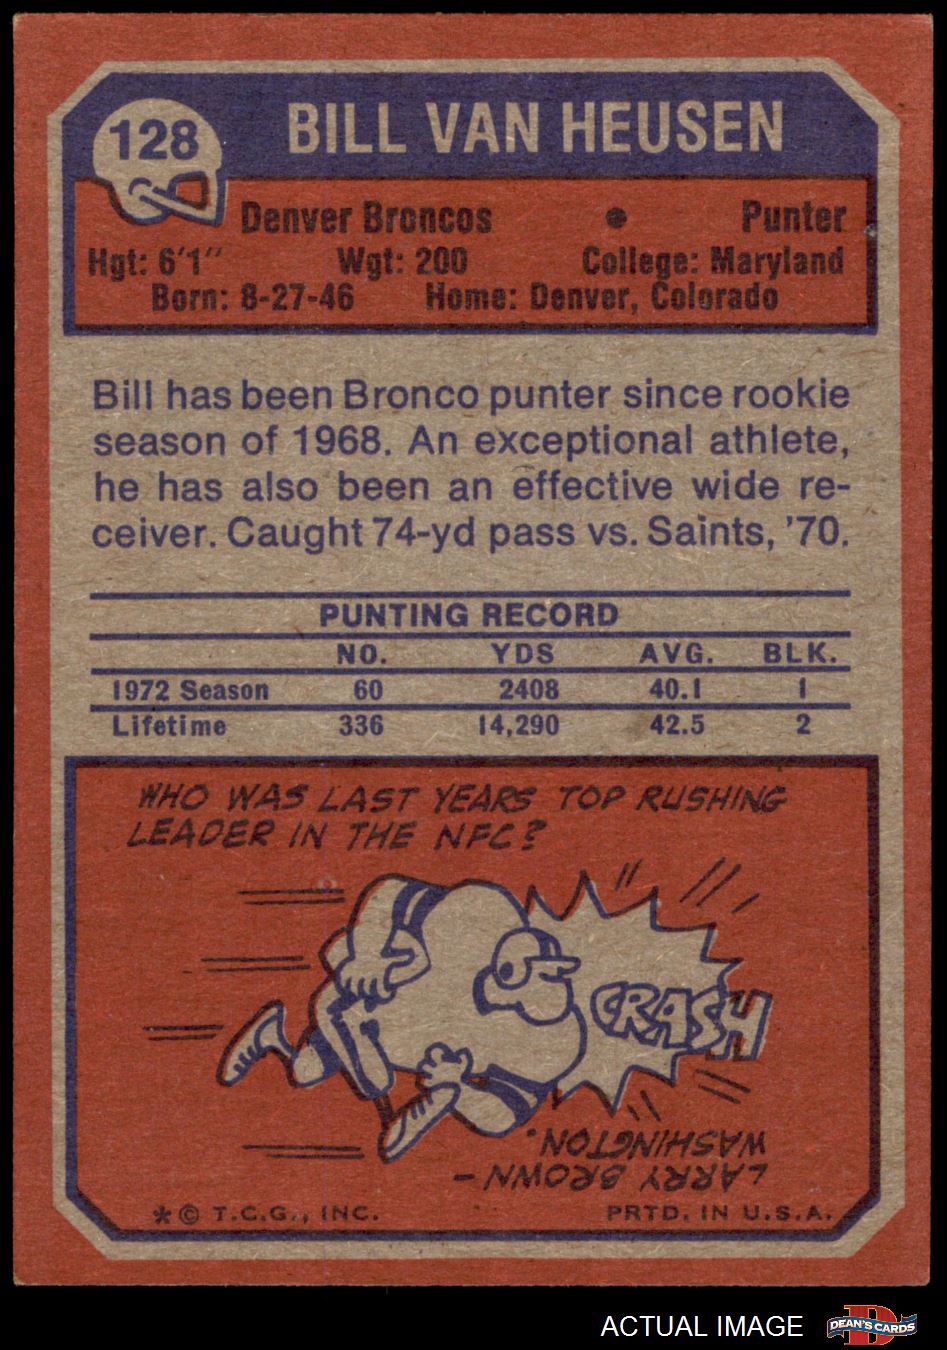 128
BILL VAN HEUSEN
Denver Broncos • Punter
Hgt: 6'1" Wgt: 200 College: Maryland
Born: 8-27-46 Home: Denver, Colorado
Bill has been Bronco punter since rookie
season of 1968. An exceptional athlete,
he has also been an effective wide re-
ceiver. Caught 74-yd pass vs. Saints, '70.
PUNTING RECORD
NO. YDS AVG. BLK.
1972 Season 60 2408 40.1 1
Lifetime 336 14,290 42.5 2
WHO WAS LAST YEARS TOP RUSHING
LEADER IN THE NFC?
CRASH
LARRY BROWN -
WASHINGTON.
* © T.C.G., INC. PRTD. IN U.S.A.
ACTUAL IMAGE
DEAN'S CARDS